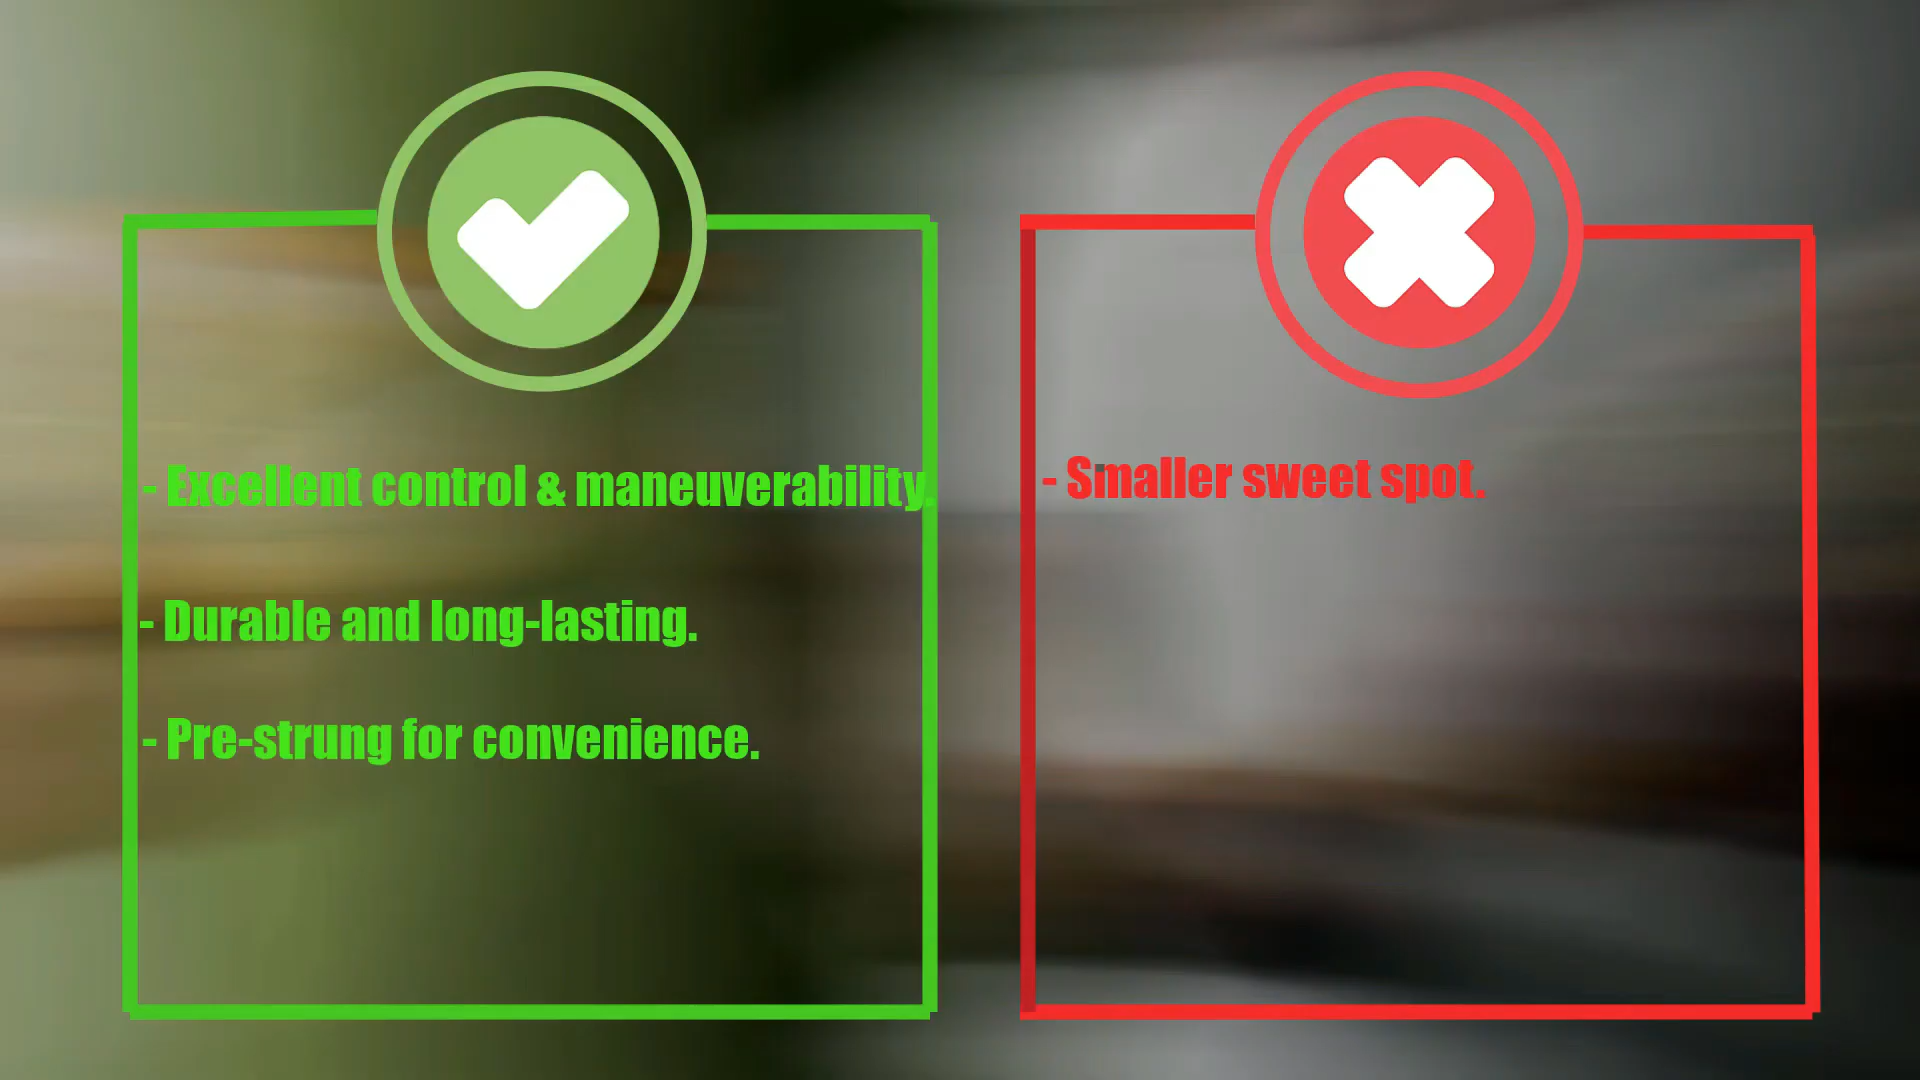 - Excellent control & maneuverability.
- Durable and long-lasting.
- Pre-strung for convenience.
- Smaller sweet spot.